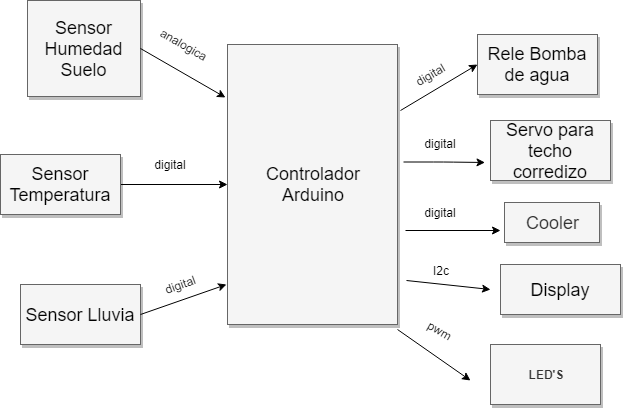 Sensor
Humedad
Suelo
analogica
Sensor
Temperatura
digital
Sensor Lluvia
digital
Controlador
Arduino
digital
Rele Bomba
de agua
digital
Servo para
techo
corredizo
digital
Cooler
I2c
Display
pwm
LED'S